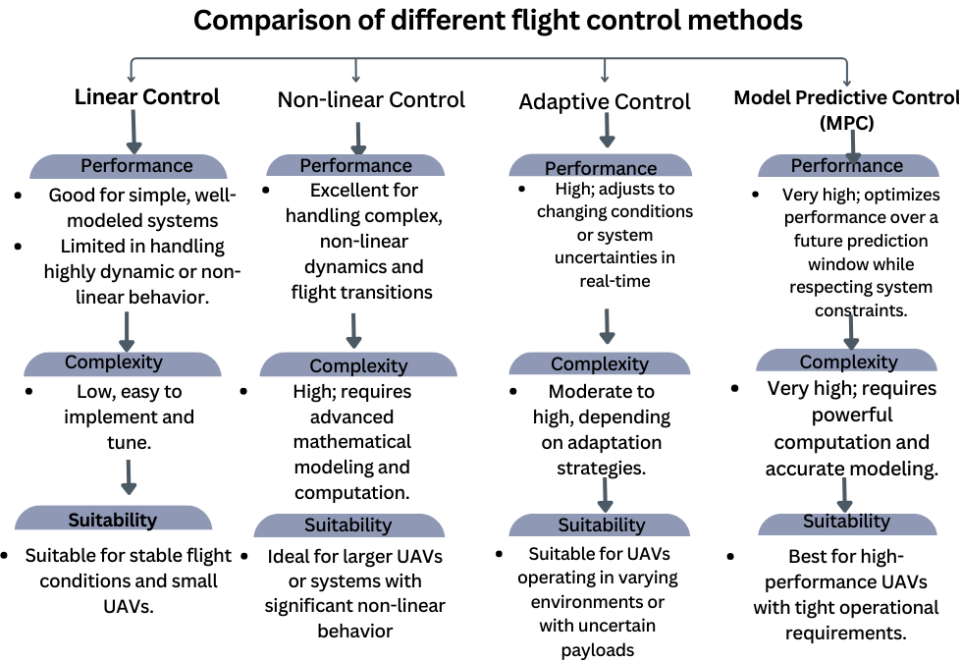 Comparison of different flight control methods
Linear Control
Performance
• Good for simple, well-
modeled systems
• Limited in handling
highly dynamic or non-
linear behavior.
Complexity
• Low, easy to
implement and
tune.
Suitability
• Suitable for stable flight
conditions and small
UAVs.
Non-linear Control
Performance
• Excellent for
handling complex,
non-linear
dynamics and
flight transitions
Complexity
• High; requires
advanced
mathematical
modeling and
computation.
Suitability
• Ideal for larger UAVs
or systems with
significant non-linear
behavior
Adaptive Control
Performance
• High; adjusts to
changing conditions
or system
uncertainties in
real-time
Complexity
• Moderate to
high, depending
on adaptation
strategies.
Suitability
• Suitable for UAVs
operating in varying
environments or
with uncertain
payloads
Model Predictive Control
(MPC)
Performance
• Very high; optimizes
performance over a
future prediction
window while
respecting system
constraints.
Complexity
• Very high; requires
powerful
computation and
accurate modeling.
Suitability
• Best for high-
performance UAVs
with tight operational
requirements.